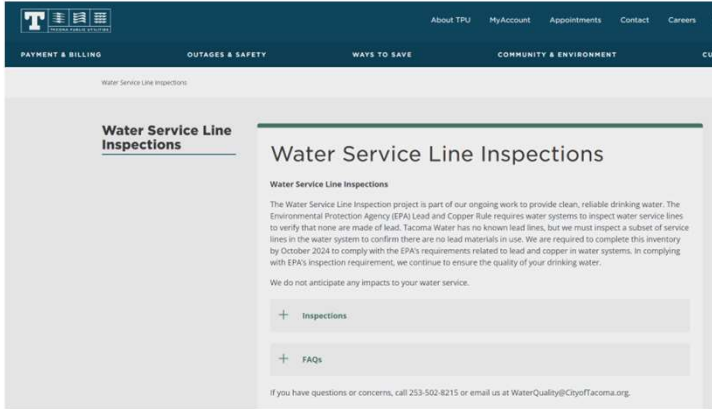 T
TACOMA PUBLIC UTILITIES
About TPU MyAccount Appointments Contact Careers
PAYMENT & BILLING OUTAGES & SAFETY WAYS TO SAVE COMMUNITY & ENVIRONMENT CU
Water Service Line Inspections
Water Service Line
Inspections
Water Service Line Inspections
Water Service Line Inspections
The Water Service Line Inspection project is part of our ongoing work to provide clean, reliable drinking water. The
Environmental Protection Agency (EPA) Lead and Copper Rule requires water systems to inspect water service lines
to verify that none are made of lead. Tacoma Water has no known lead lines, but we must inspect a subset of service
lines in the water system to confirm there are no lead materials in use. We are required to complete this inventory
by October 2024 to comply with the EPA's requirements related to lead and copper in water systems. In complying
with EPA's inspection requirement, we continue to ensure the quality of your drinking water.
We do not anticipate any impacts to your water service.
+ Inspections
+ FAQs
If you have questions or concerns, call 253-502-8215 or email us at WaterQuality@CityofTacoma.org.